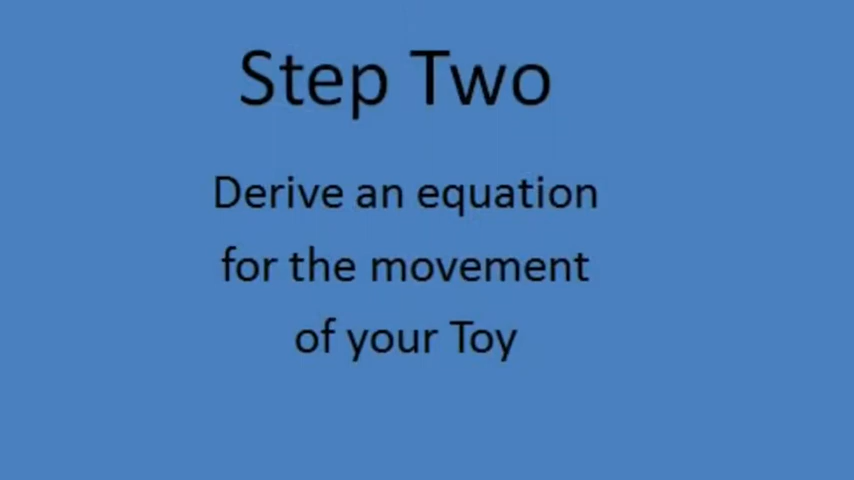 Step Two
Derive an equation
for the movement
of your Toy